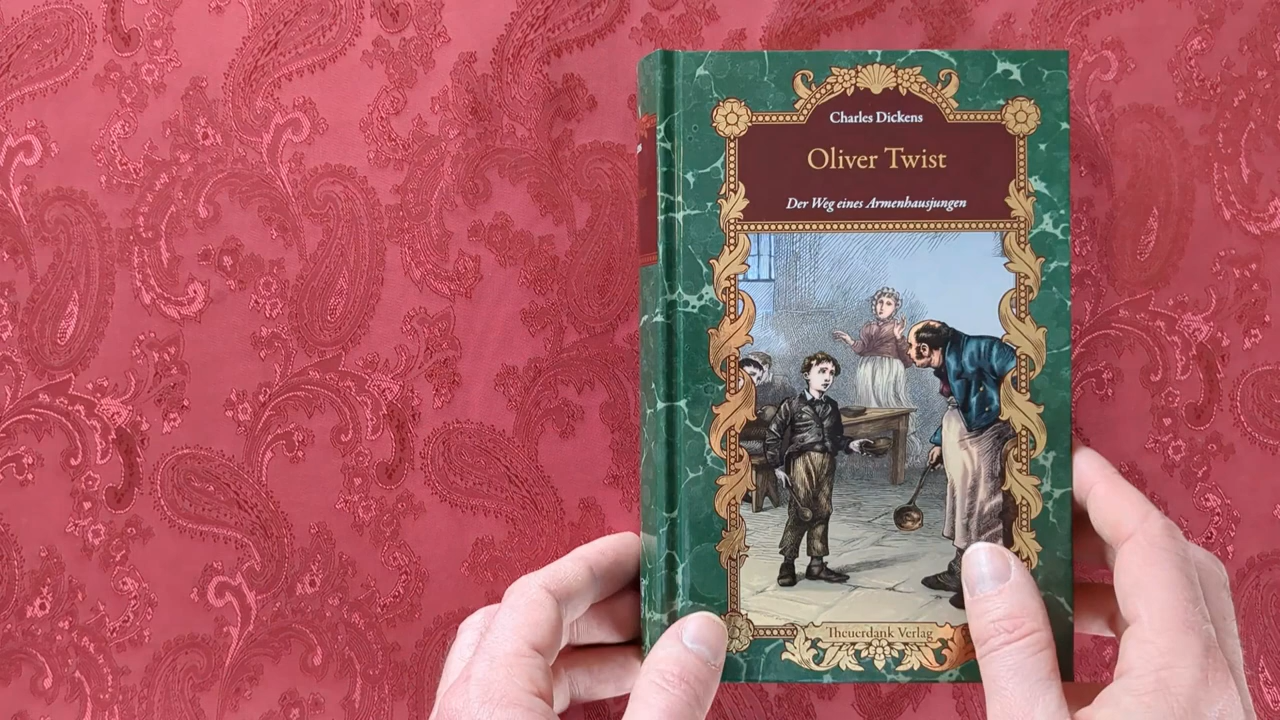 Charles Dickens
Oliver Twist
Der Weg eines Armenhausjungen
Theuerdank Verlag